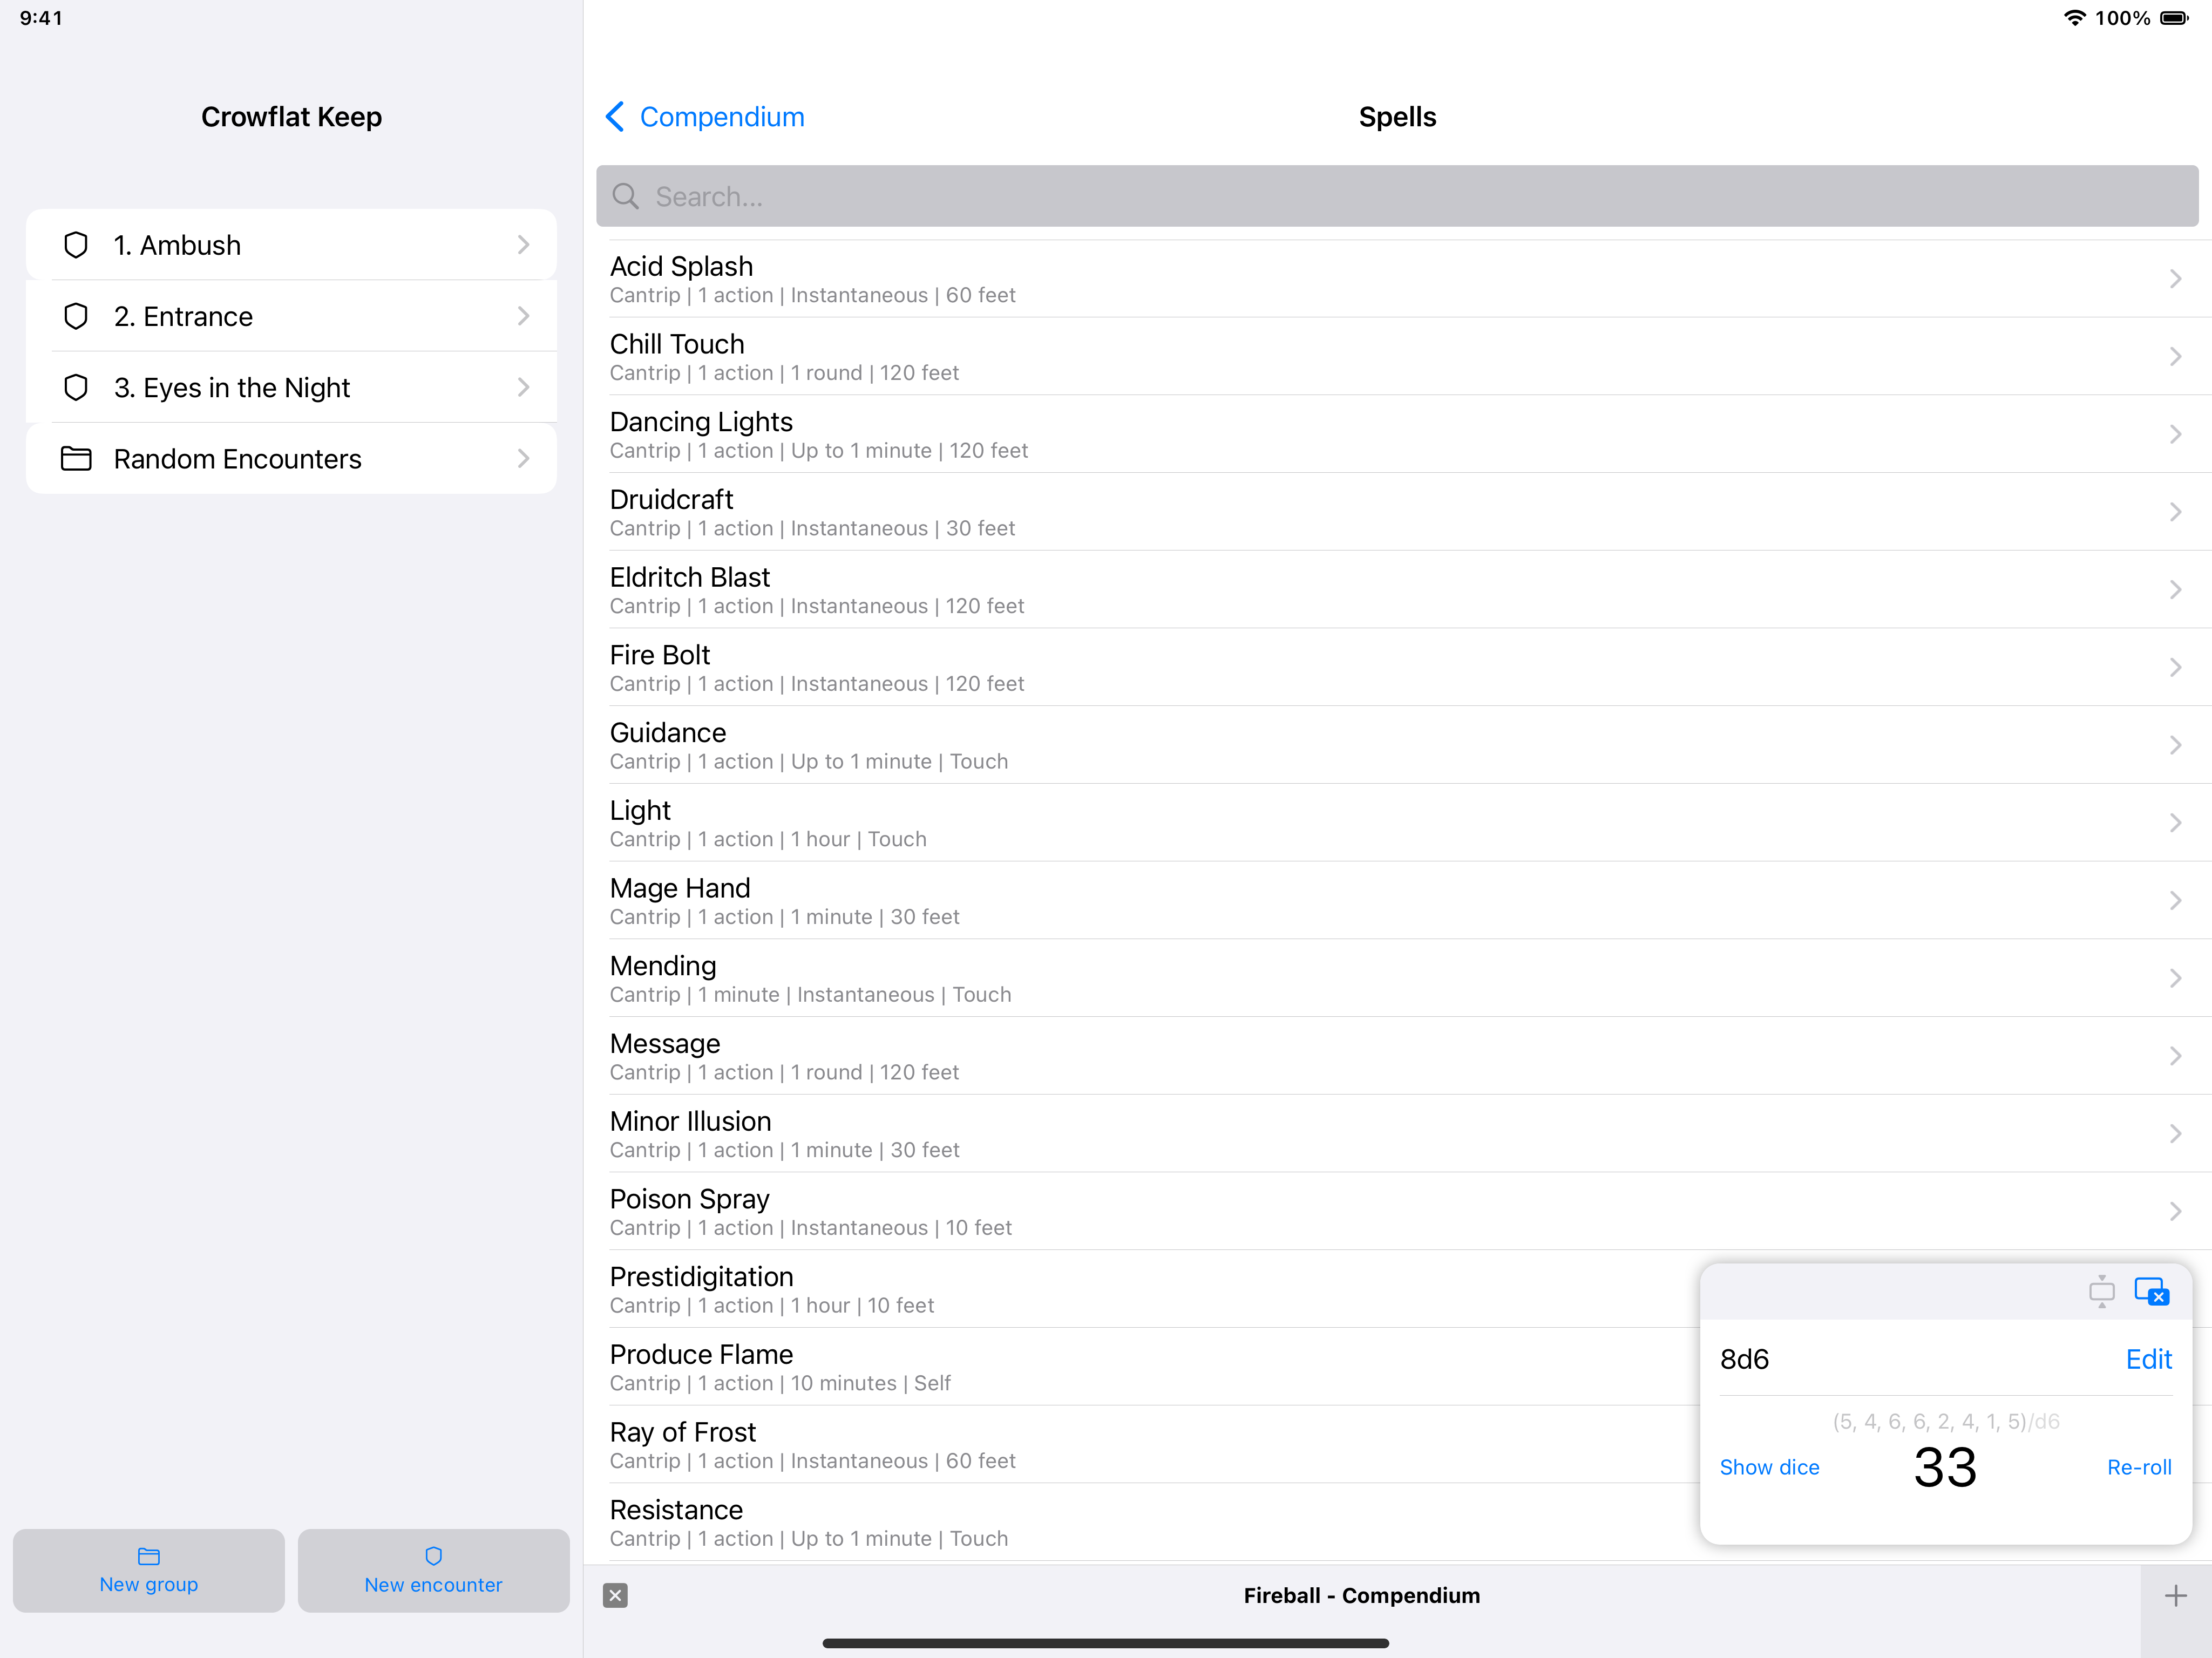 9:41
100%
Crowflat Keep
1. Ambush
2. Entrance
3. Eyes in the Night
Random Encounters
New group
New encounter
Compendium
Spells
Search...
Acid Splash
Cantrip | 1 action | Instantaneous | 60 feet
Chill Touch
Cantrip | 1 action | 1 round | 120 feet
Dancing Lights
Cantrip | 1 action | Up to 1 minute | 120 feet
Druidcraft
Cantrip | 1 action | Instantaneous | 30 feet
Eldritch Blast
Cantrip | 1 action | Instantaneous | 120 feet
Fire Bolt
Cantrip | 1 action | Instantaneous | 120 feet
Guidance
Cantrip | 1 action | Up to 1 minute | Touch
Light
Cantrip | 1 action | 1 hour | Touch
Mage Hand
Cantrip | 1 action | 1 minute | 30 feet
Mending
Cantrip | 1 minute | Instantaneous | Touch
Message
Cantrip | 1 action | 1 round | 120 feet
Minor Illusion
Cantrip | 1 action | 1 minute | 30 feet
Poison Spray
Cantrip | 1 action | Instantaneous | 10 feet
Prestidigitation
Cantrip | 1 action | 1 hour | 10 feet
Produce Flame
Cantrip | 1 action | 10 minutes | Self
Ray of Frost
Cantrip | 1 action | Instantaneous | 60 feet
Resistance
Cantrip | 1 action | Up to 1 minute | Touch
8d6
Edit
(5, 4, 6, 6, 2, 4, 1, 5)/d6
Show dice
33
Re-roll
Fireball - Compendium